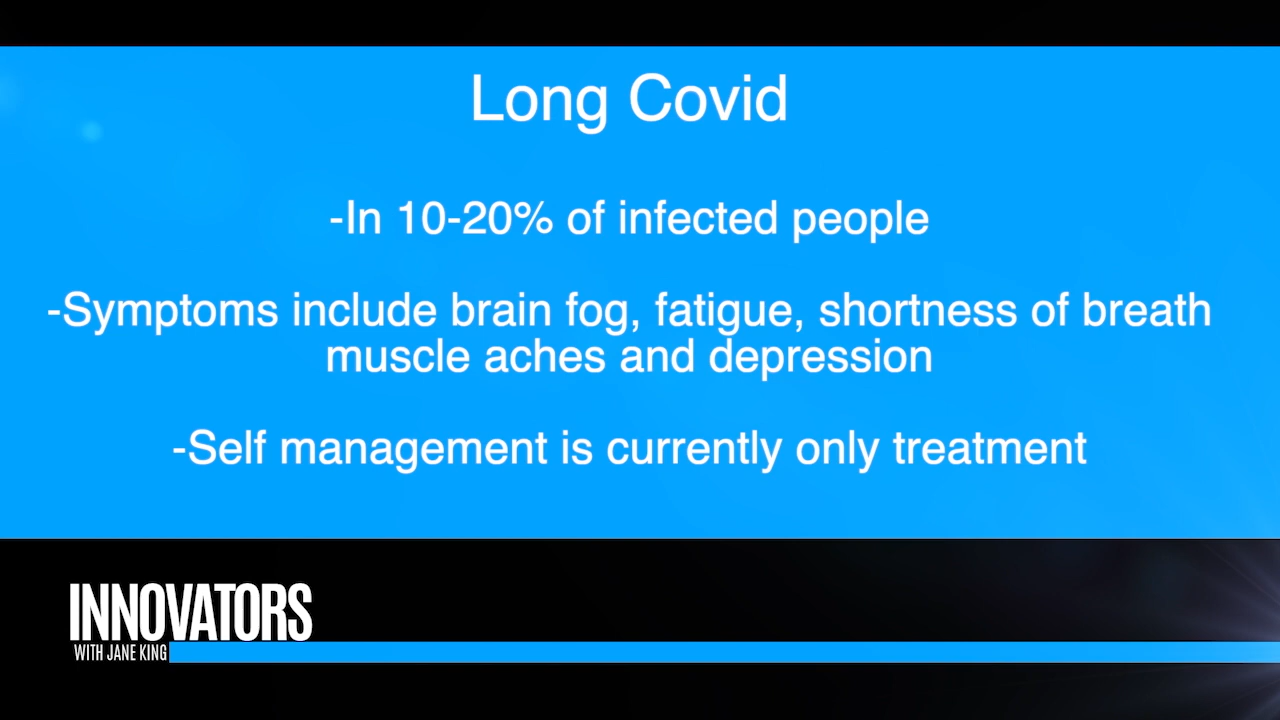 Long Covid
-In 10-20% of infected people
-Symptoms include brain fog, fatigue, shortness of breath
muscle aches and depression
-Self management is currently only treatment
INNOVATORS
WITH JANE KING